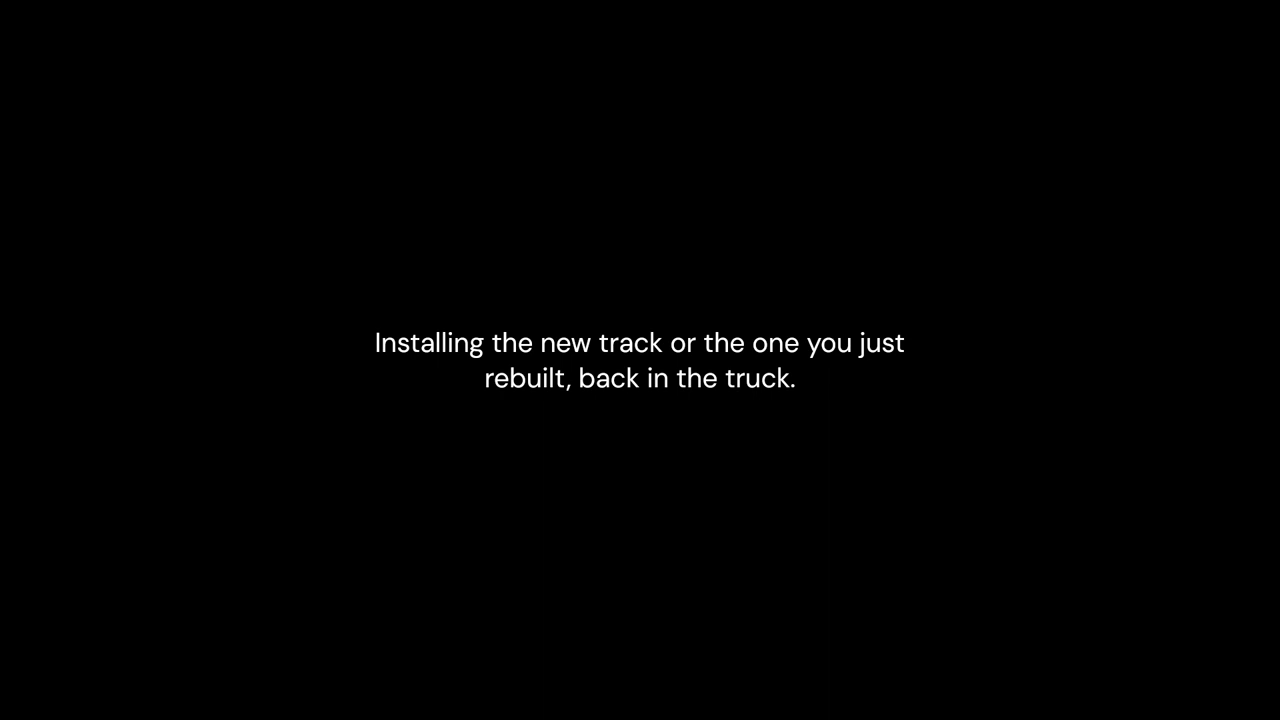 Installing the new track or the one you just
rebuilt, back in the truck.